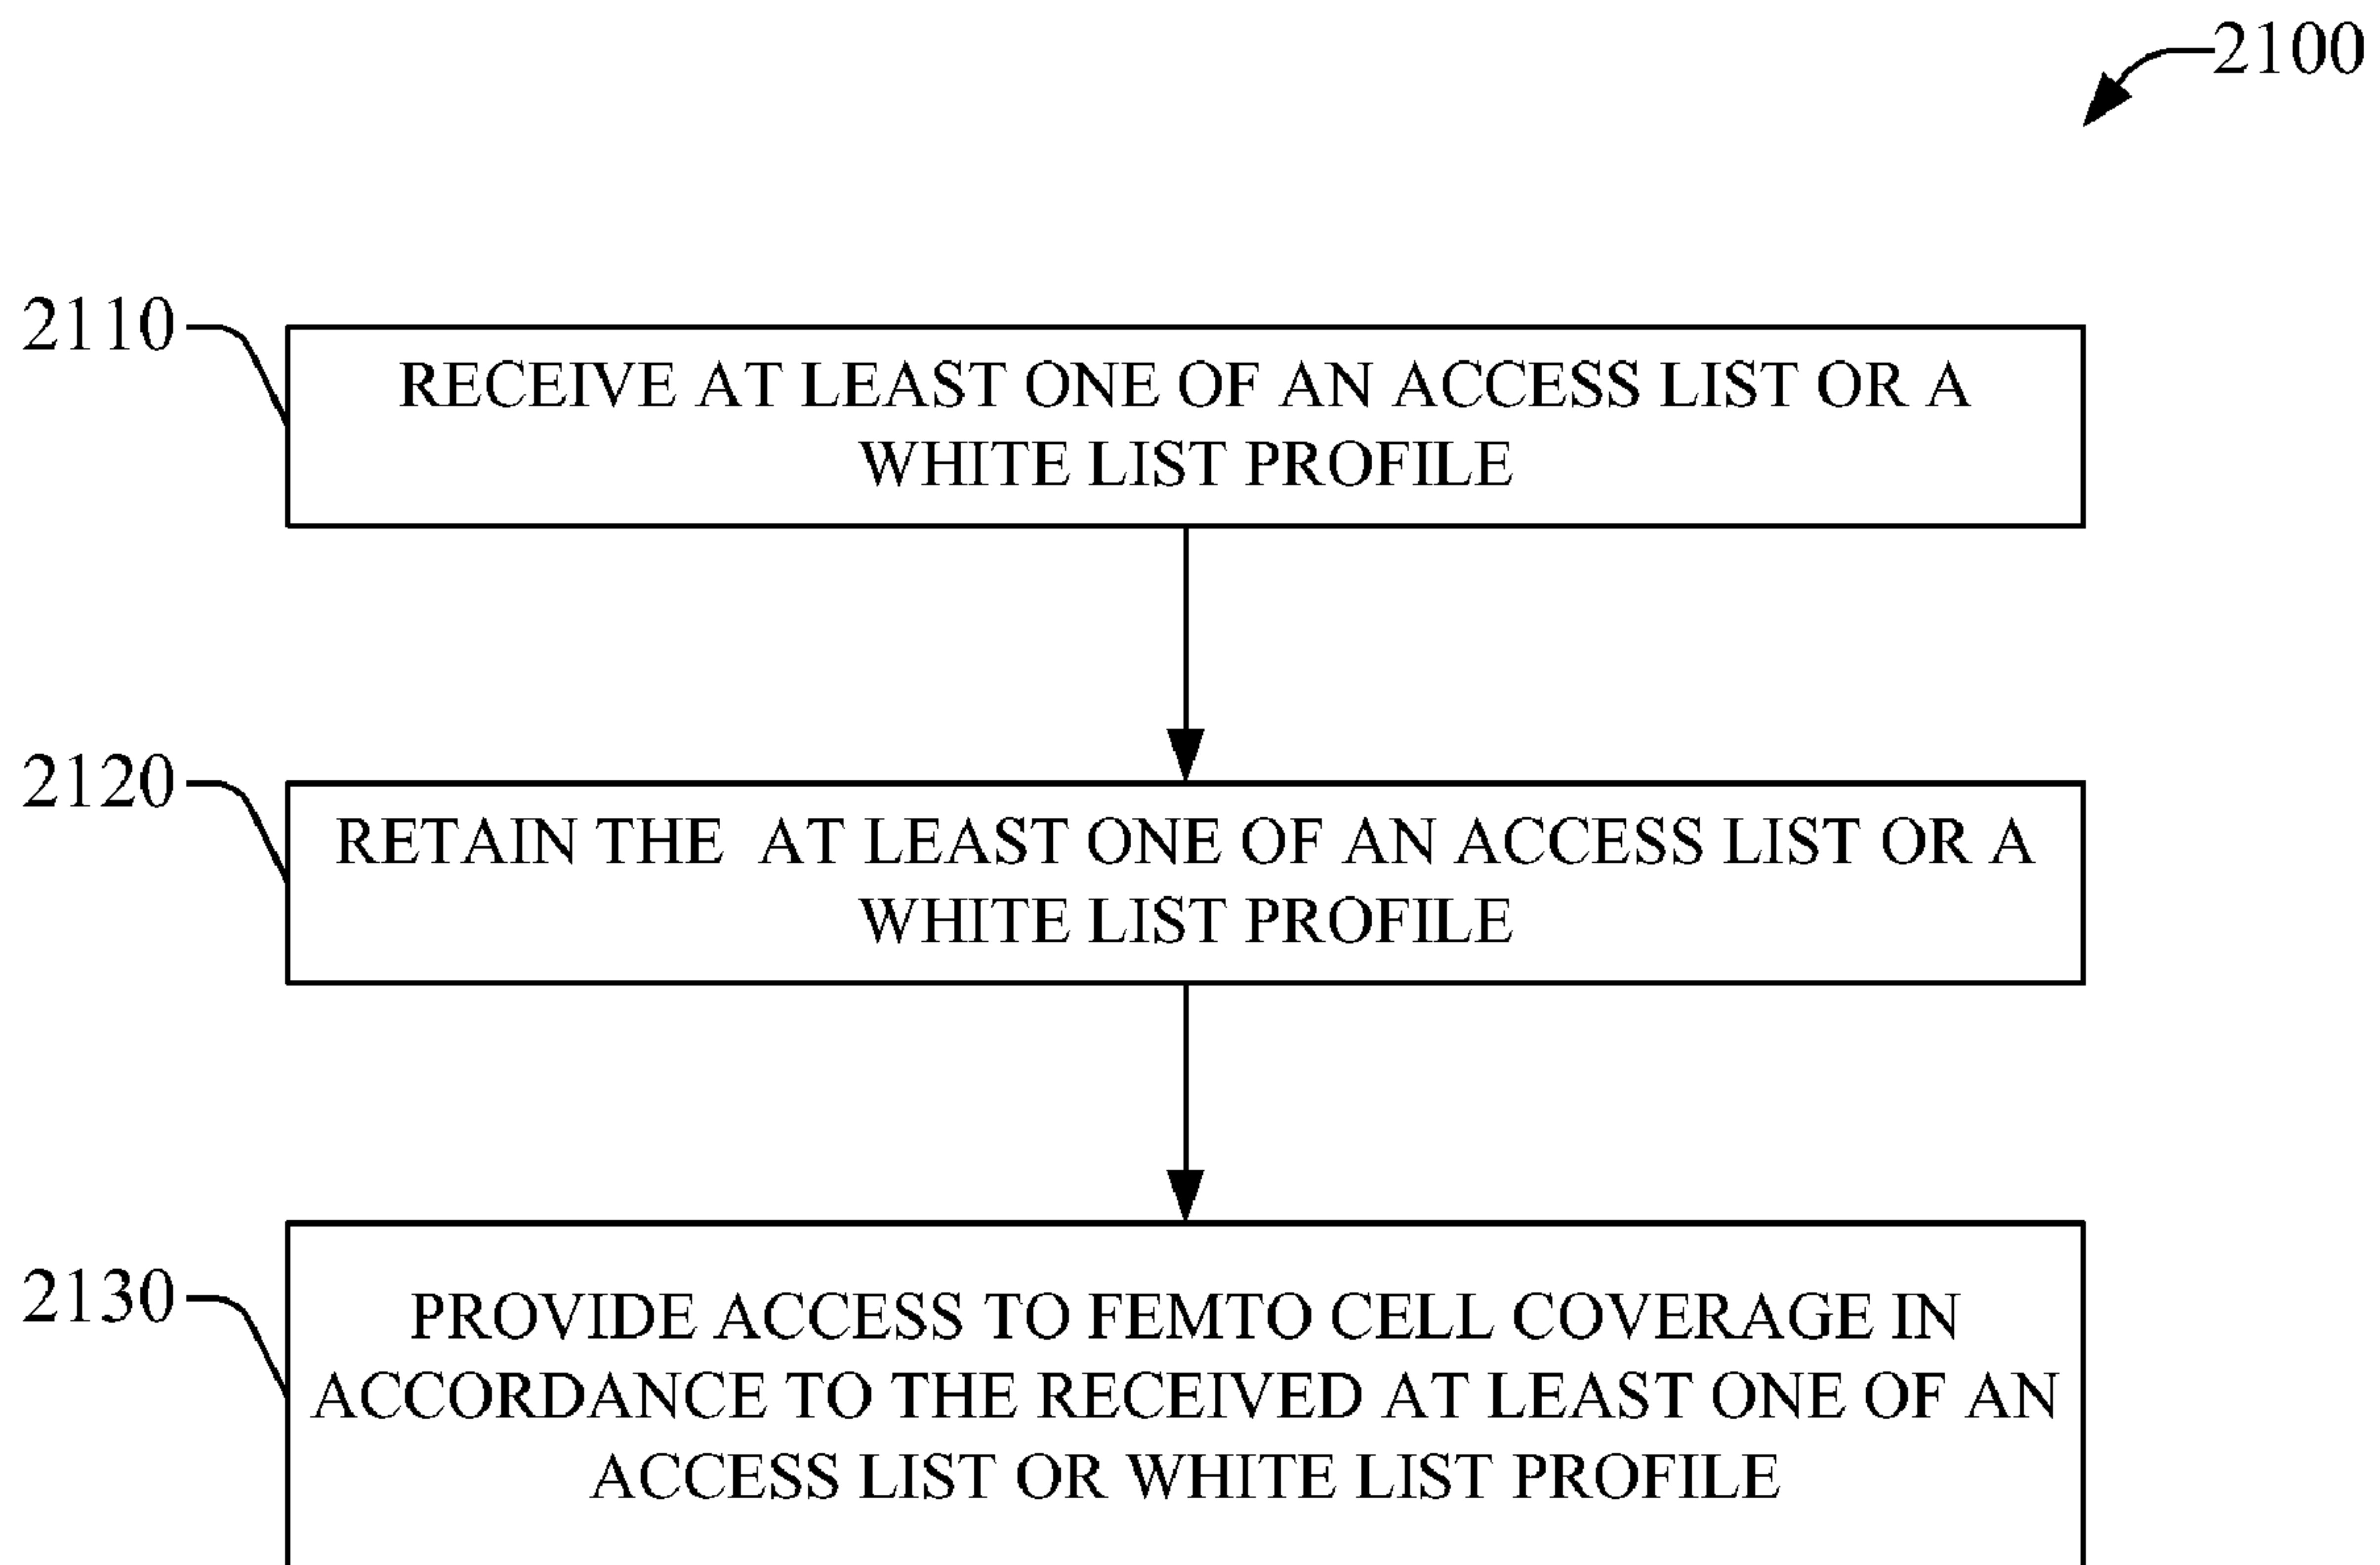 2100
2110
RECEIVE AT LEAST ONE OF AN ACCESS LIST OR A
WHITE LIST PROFILE
2120
RETAIN THE AT LEAST ONE OF AN ACCESS LIST OR A
WHITE LIST PROFILE
2130
PROVIDE ACCESS TO FEMTO CELL COVERAGE IN
ACCORDANCE TO THE RECEIVED AT LEAST ONE OF AN
ACCESS LIST OR WHITE LIST PROFILE